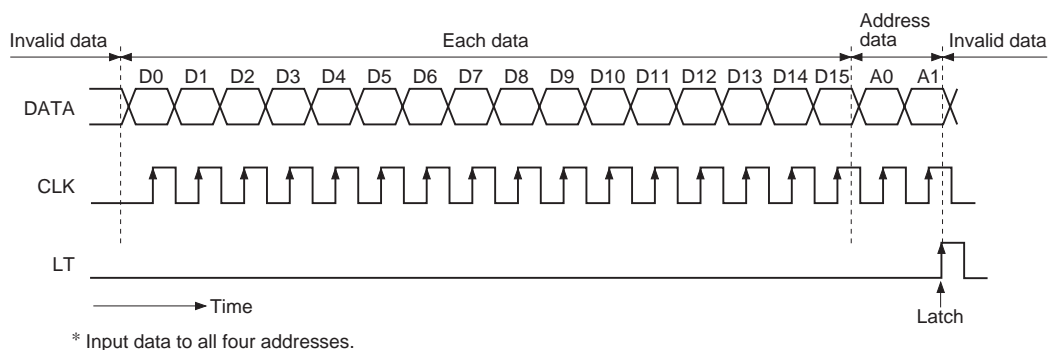 Address
Invalid data Each data data Invalid data
D0 D1 D2 D3 D4 D5 D6 D7 D8 D9 D10 D11 D12 D13 D14 D15 A0 A1
DATA
CLK
LT
Time
Latch
* Input data to all four addresses.